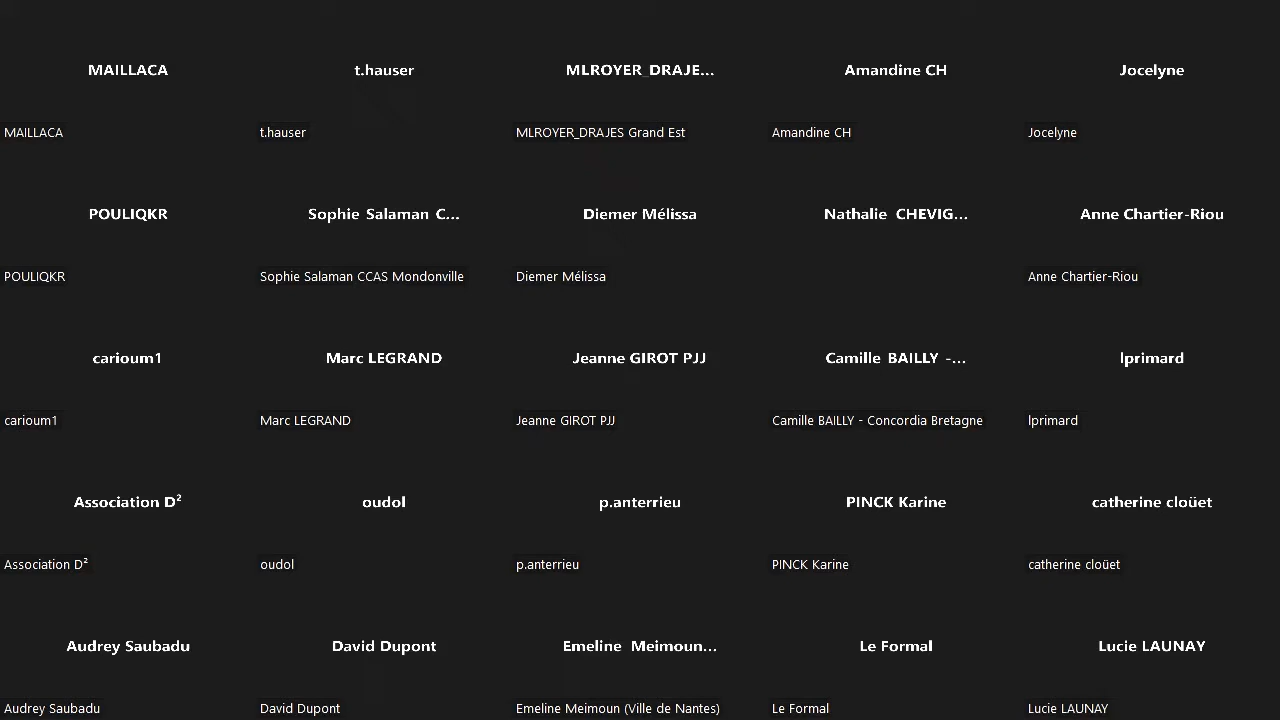 MAILLACA
t.hauser
MLROYER_DRAJE...
Amandine CH
Jocelyne
MAILLACA
t.hauser
MLROYER_DRAJES Grand Est
Amandine CH
Jocelyne
POULIQKR
Sophie Salaman C...
Diemer Mélissa
Nathalie CHEVIG...
Anne Chartier-Riou
POULIQKR
Sophie Salaman CCAS Mondonville
Diemer Mélissa
Anne Chartier-Riou
carioum1
Marc LEGRAND
Jeanne GIROT PJJ
Camille BAILLY -...
lprimard
carioum1
Marc LEGRAND
Jeanne GIROT PJJ
Camille BAILLY - Concordia Bretagne
lprimard
Association D²
oudol
p.anterrieu
PINCK Karine
catherine cloüet
Association D²
oudol
p.anterrieu
PINCK Karine
catherine cloüet
Audrey Saubadu
David Dupont
Emeline Meimoun...
Le Formal
Lucie LAUNAY
Audrey Saubadu
David Dupont
Emeline Meimoun (Ville de Nantes)
Le Formal
Lucie LAUNAY